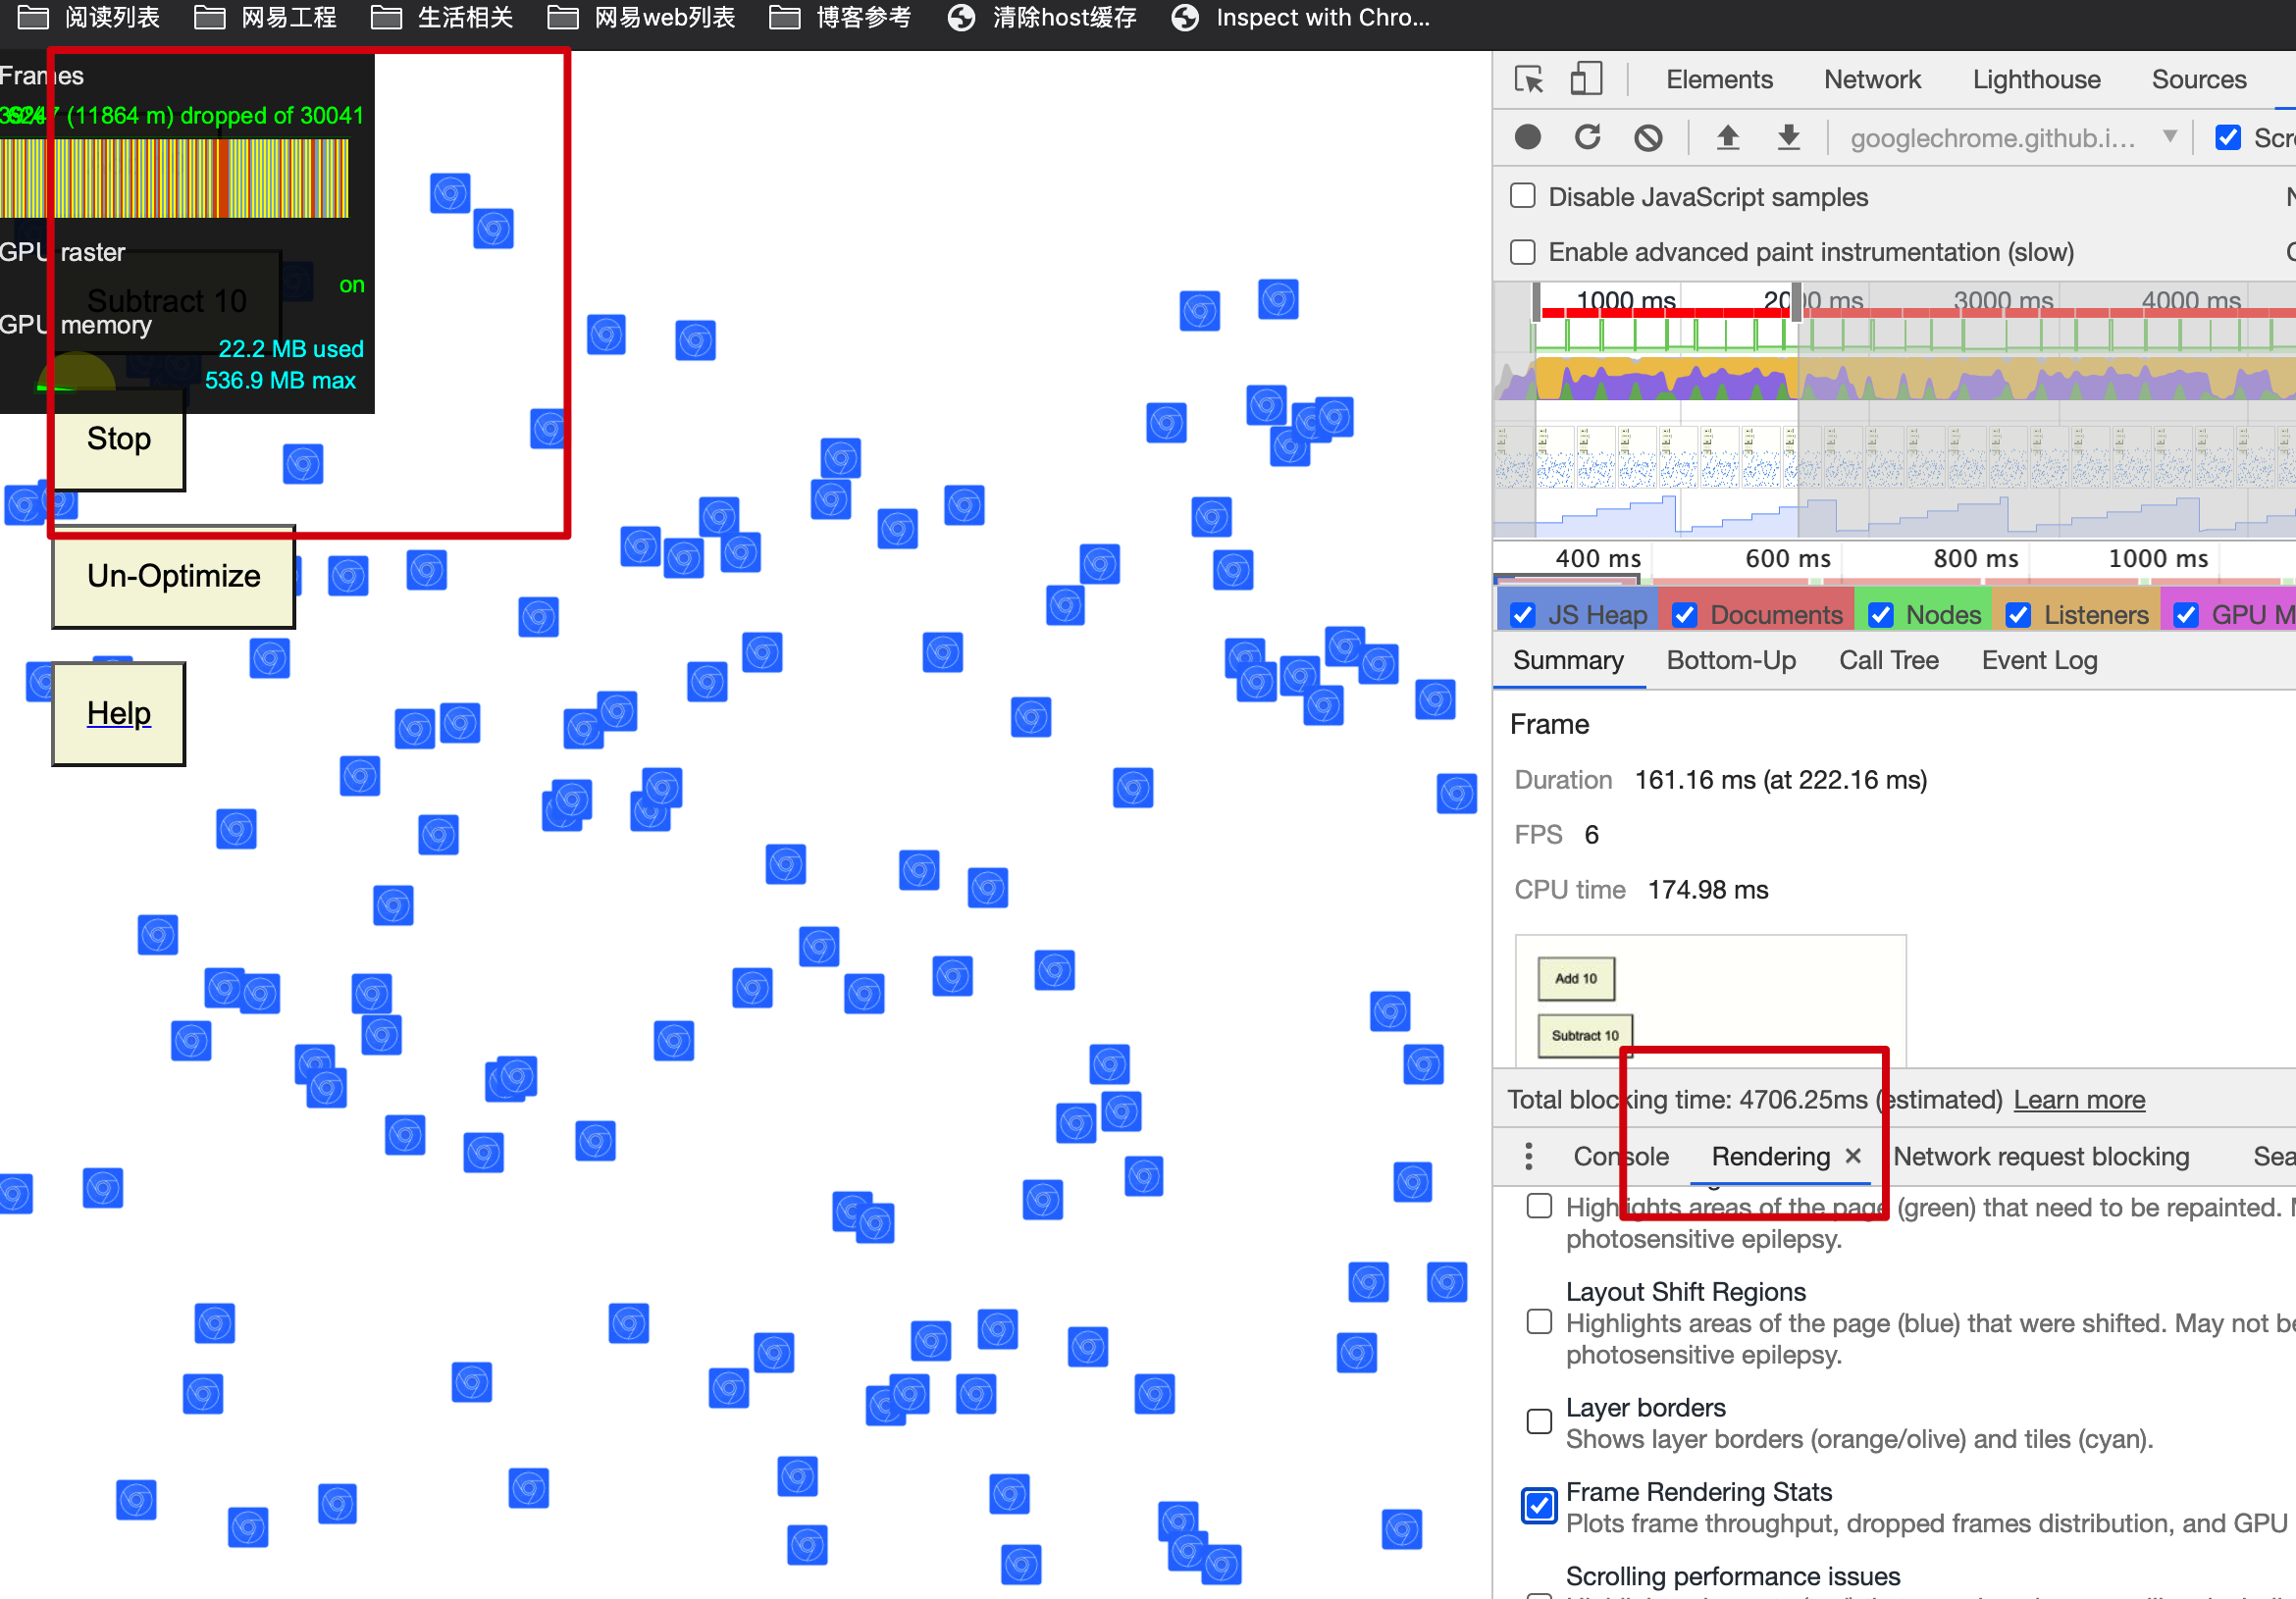 阅读列表 网易工程 生活相关 网易web列表 博客参考 清除host缓存 Inspect with Chro...
Frames
(11864 m) dropped of 30041
GPU raster
on
Subtract 10
GPU memory
22.2 MB used
536.9 MB max
Stop
Un-Optimize
Help
Elements Network Lighthouse Sources
googlechrome.github.i... Scre
Disable JavaScript samples
Enable advanced paint instrumentation (slow)
1000 ms 2000 ms 3000 ms 4000 ms
400 ms 600 ms 800 ms 1000 ms
JS Heap Documents Nodes Listeners GPU M
Summary Bottom-Up Call Tree Event Log
Frame
Duration 161.16 ms (at 222.16 ms)
FPS 6
CPU time 174.98 ms
Add 10
Subtract 10
Total blocking time: 4706.25ms (estimated) Learn more
Console Rendering × Network request blocking Sea
Highlights areas of the page (green) that need to be repainted.
photosensitive epilepsy.
Layout Shift Regions
Highlights areas of the page (blue) that were shifted. May not be
photosensitive epilepsy.
Layer borders
Shows layer borders (orange/olive) and tiles (cyan).
Frame Rendering Stats
Plots frame throughput, dropped frames distribution, and GPU
Scrolling performance issues